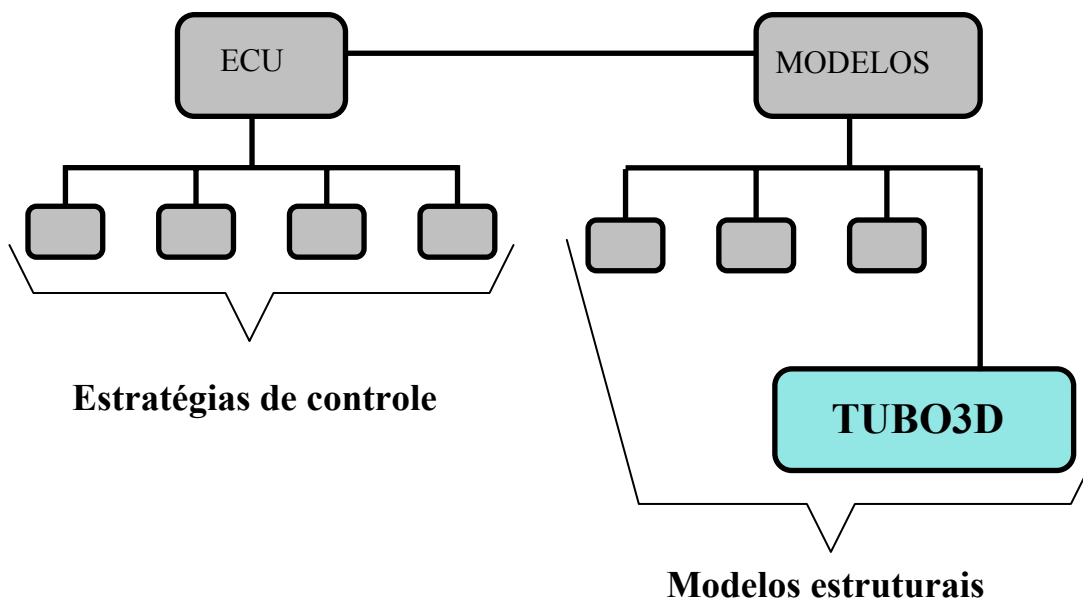 ECU
MODELOS
Estratégias de controle
TUBO3D
Modelos estruturais